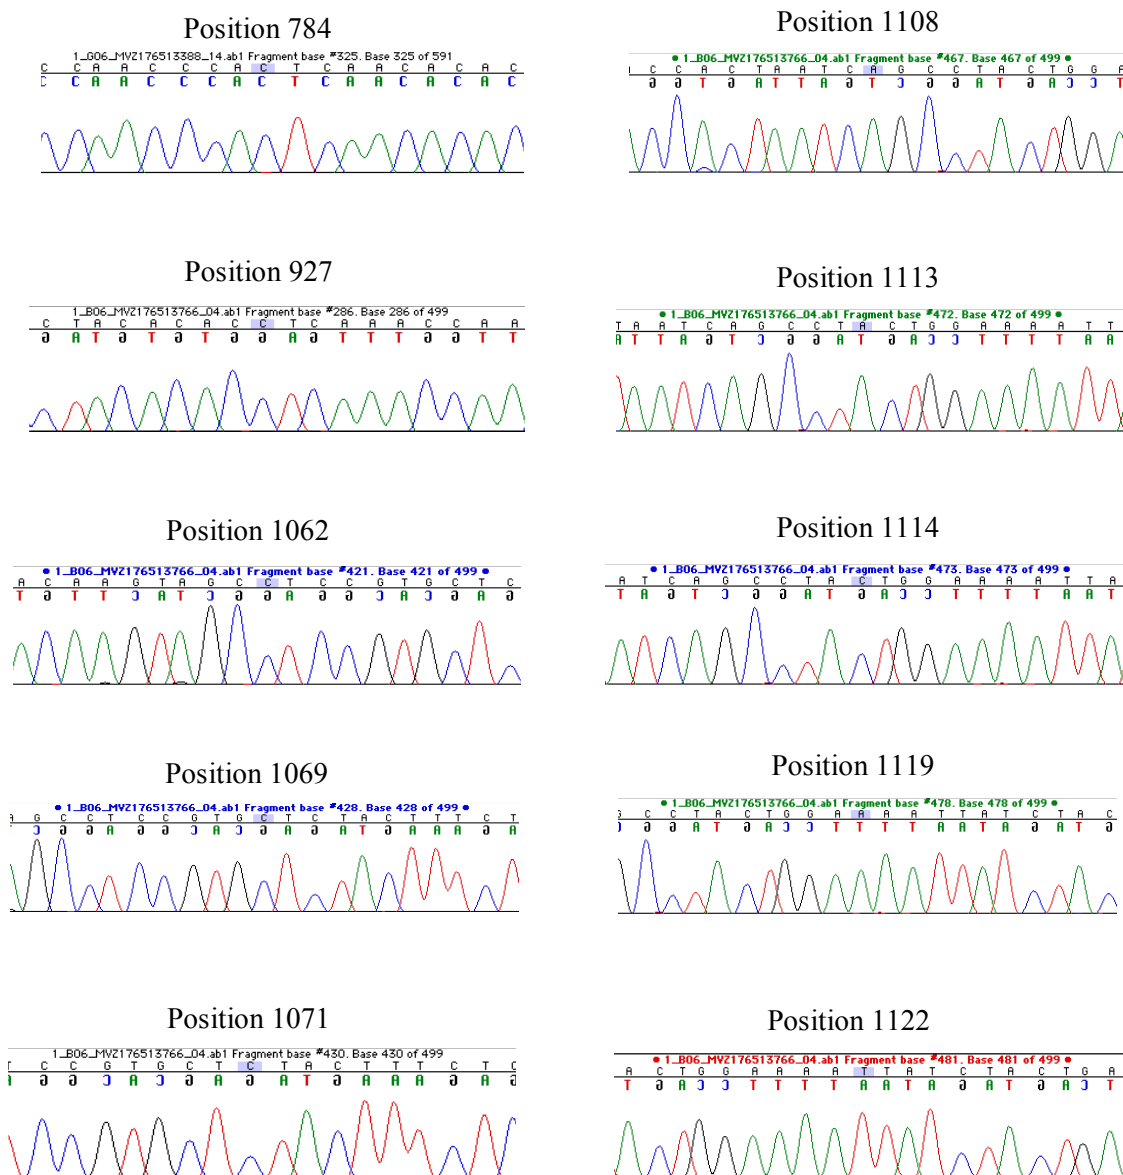 Position 784
1_G06_MVZ176513388_14.ab1 Fragment base #325. Base 325 of 591
C C A A C C C A C T C A A C A C A C
C C A A C C C A C T C A A C A C A C
Position 927
1_B06_MVZ176513766_04.ab1 Fragment base #286. Base 286 of 499
C T A C A C A C C T C A A A C C A A
G A T G T G T G G A G T T T G G T T
Position 1062
1_B06_MVZ176513766_04.ab1 Fragment base #421. Base 421 of 499
A C A A G T A G C C T C C G T G C T C
T G T T C A T C G G A G G C A C G A G
Position 1069
1_B06_MVZ176513766_04.ab1 Fragment base #428. Base 428 of 499
A G C C T C C G T G C T C T A C T T T C T
C G G A G G C A C G A G A T G A A A G A
Position 1071
1_B06_MVZ176513766_04.ab1 Fragment base #430. Base 430 of 499
T C C G T G C T C T A C T T T C T C
A G G C A C G A G A T G A A A G A G
Position 1108
1_B06_MVZ176513766_04.ab1 Fragment base #467. Base 467 of 499
C C A C T A A T C A G C C T A C T G G A
G G T G A T T A G T C G G A T G A C C T
Position 1113
1_B06_MVZ176513766_04.ab1 Fragment base #472. Base 472 of 499
T A A T C A G C C T A C T G G A A A A T T
A T T A G T C G G A T G A C C T T T T A A
Position 1114
1_B06_MVZ176513766_04.ab1 Fragment base #473. Base 473 of 499
A T C A G C C T A C T G G A A A A T T A
T A G T C G G A T G A C C T T T T A A T
Position 1119
1_B06_MVZ176513766_04.ab1 Fragment base #478. Base 478 of 499
G C C T A C T G G A A A A T T A T C T A C
C G G A T G A C C T T T T A A T A G A T G
Position 1122
1_B06_MVZ176513766_04.ab1 Fragment base #481. Base 481 of 499
A C T G G A A A A T T A T C T A C T G A
T G A C C T T T T A A T A G A T G A C T